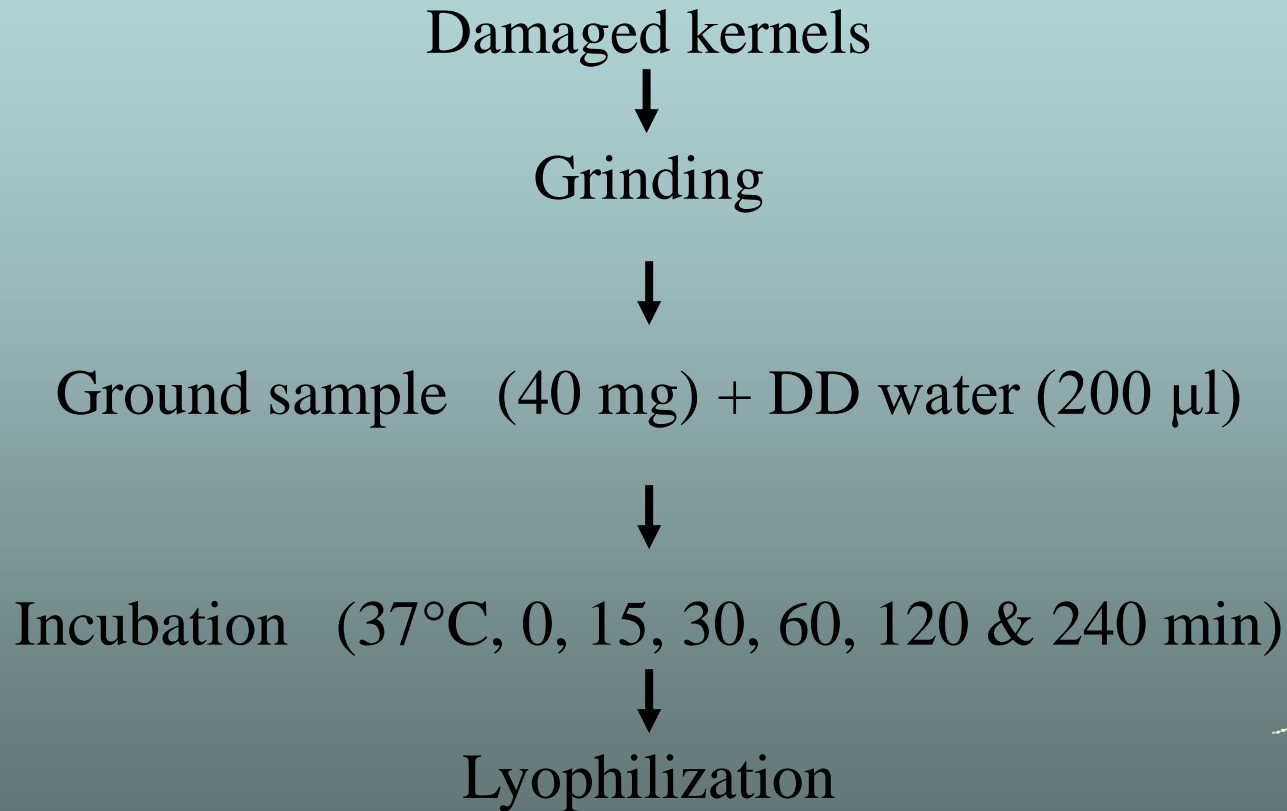 Damaged kernels
Grinding
Ground sample (40 mg) + DD water (200 µl)
Incubation (37°C, 0, 15, 30, 60, 120 & 240 min)
Lyophilization